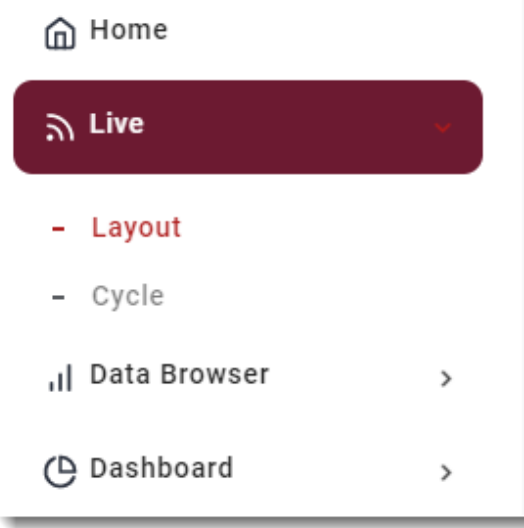 Home
Live
- Layout
- Cycle
Data Browser
Dashboard